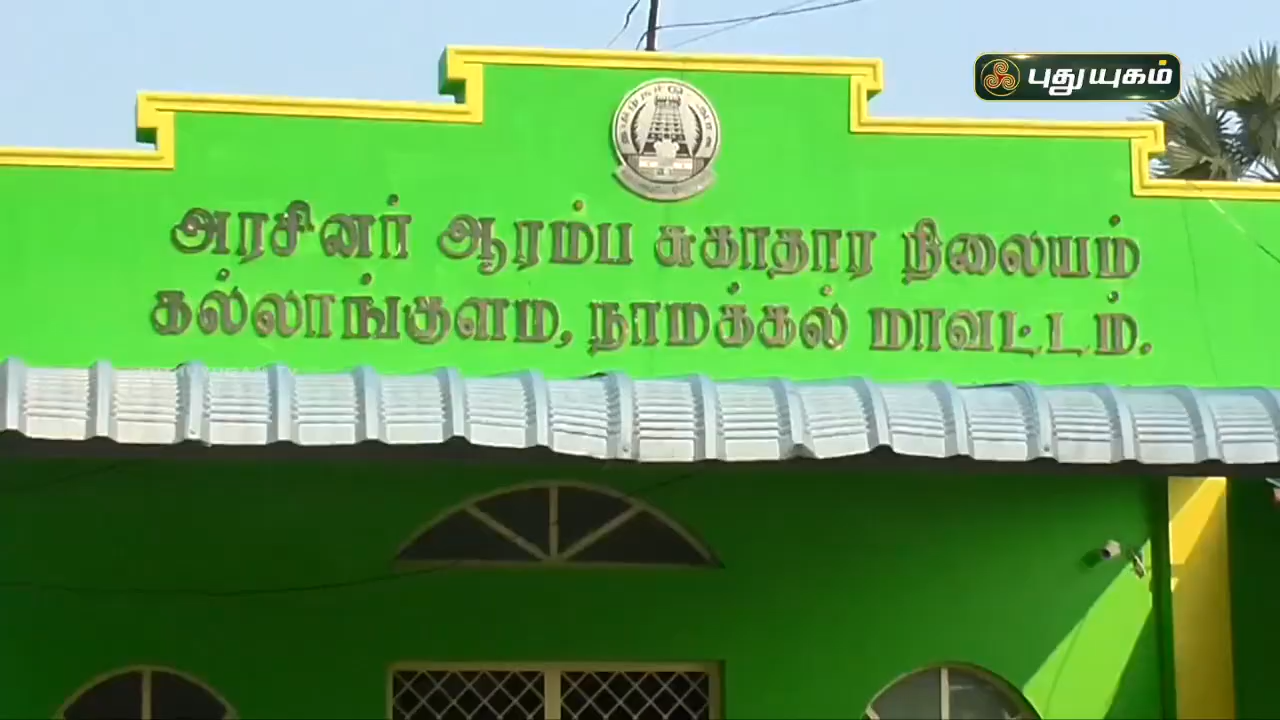 புதுயுகம்
அரசினர் ஆரம்ப சுகாதார நிலையம்
கல்லாங்குளம, நாமக்கல் மாவட்டம்.